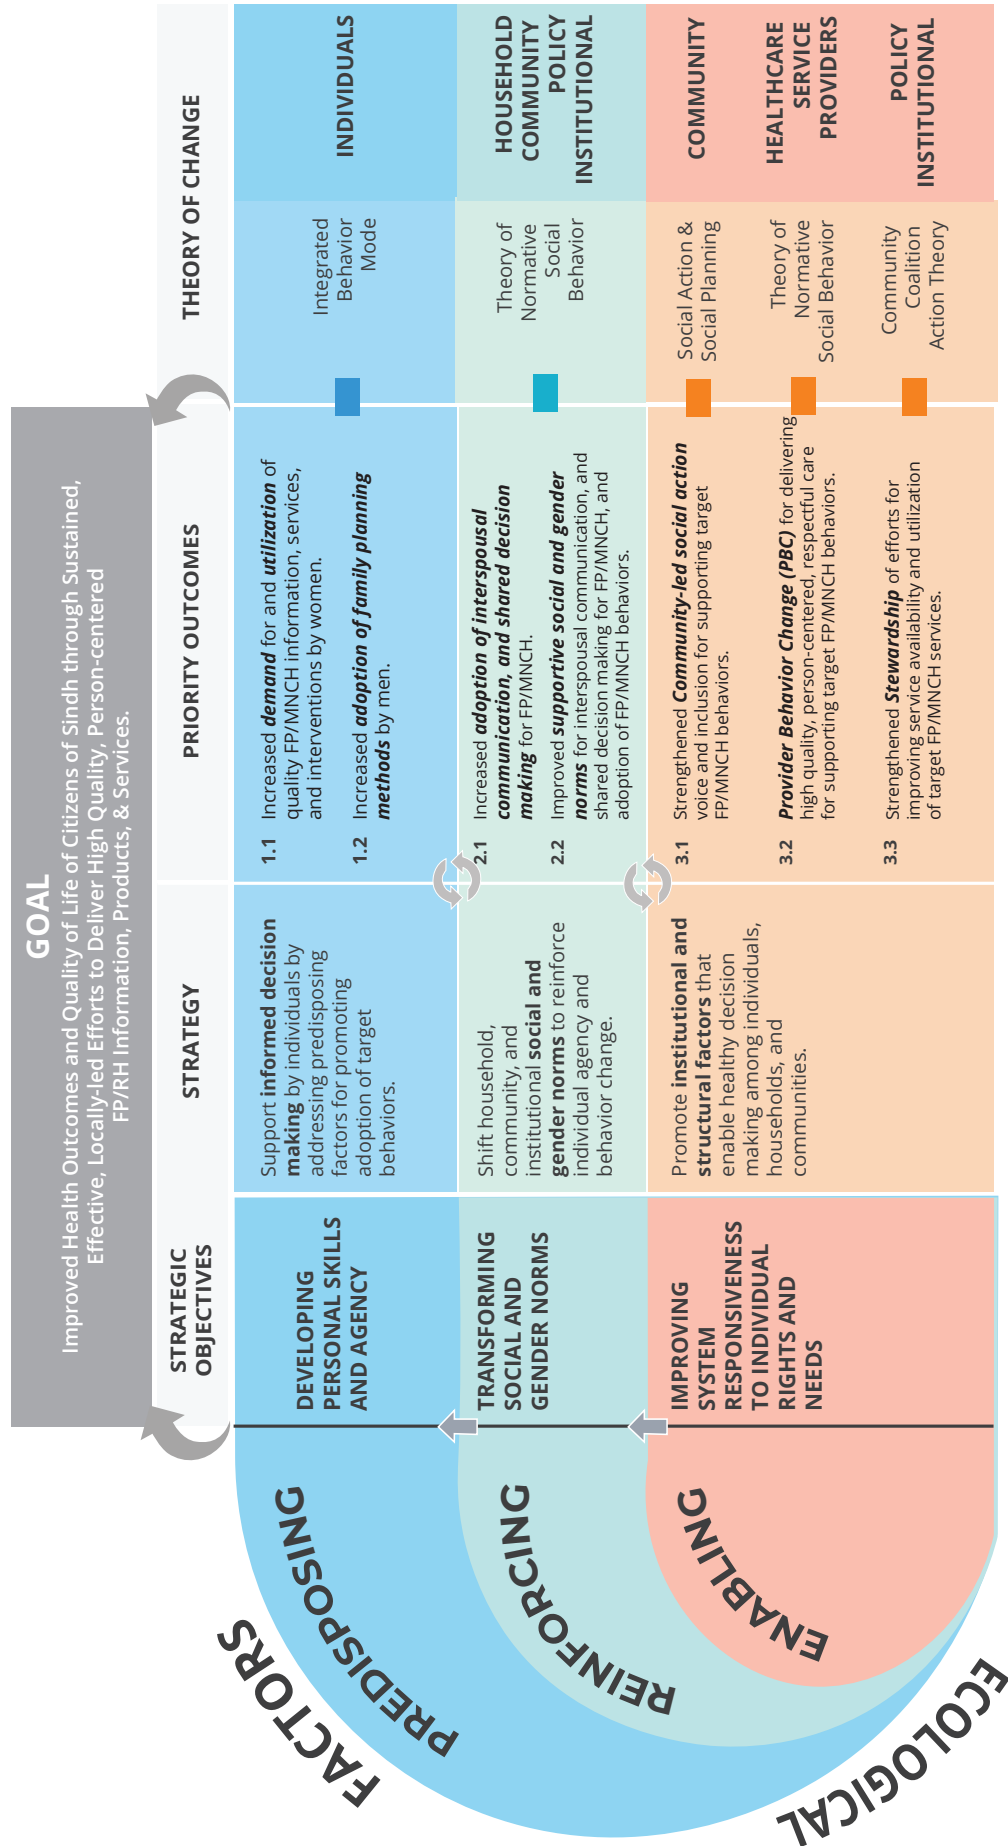 GOAL
Improved Health Outcomes and Quality of Life of Citizens of Sindh through Sustained,
Effective, Locally-led Efforts to Deliver High Quality, Person-centered
FP/RH Information, Products, & Services.
STRATEGIC
OBJECTIVES
STRATEGY
PRIORITY OUTCOMES
THEORY OF CHANGE
ECOLOGICAL
FACTORS
PREDISPOSING
DEVELOPING
PERSONAL SKILLS
AND AGENCY
Support informed decision
making by individuals by
addressing predisposing
factors for promoting
adoption of target
behaviors.
1.1 Increased demand for and utilization of
quality FP/MNCH information, services,
and interventions by women.
1.2 Increased adoption of family planning
methods by men.
Integrated
Behavior
Mode
INDIVIDUALS
REINFORCING
TRANSFORMING
SOCIAL AND
GENDER NORMS
Shift household,
community, and
institutional social and
gender norms to reinforce
individual agency and
behavior change.
2.1 Increased adoption of interspousal
communication, and shared decision
making for FP/MNCH.
2.2 Improved supportive social and gender
norms for interspousal communication, and
shared decision making for FP/MNCH, and
adoption of FP/MNCH behaviors.
Theory of
Normative
Social
Behavior
HOUSEHOLD
COMMUNITY
POLICY
INSTITUTIONAL
ENABLING
IMPROVING
SYSTEM
RESPONSIVENESS
TO INDIVIDUAL
RIGHTS AND
NEEDS
Promote institutional and
structural factors that
enable healthy decision
making among individuals,
households, and
communities.
3.1 Strengthened Community-led social action
voice and inclusion for supporting target
FP/MNCH behaviors.
3.2 Provider Behavior Change (PBC) for delivering
high quality, person-centered, respectful care
for supporting target FP/MNCH behaviors.
3.3 Strengthened Stewardship of efforts for
improving service availability and utilization
of target FP/MNCH services.
Social Action &
Social Planning
Theory of
Normative
Social Behavior
Community
Coalition
Action Theory
COMMUNITY
HEALTHCARE
SERVICE
PROVIDERS
POLICY
INSTITUTIONAL